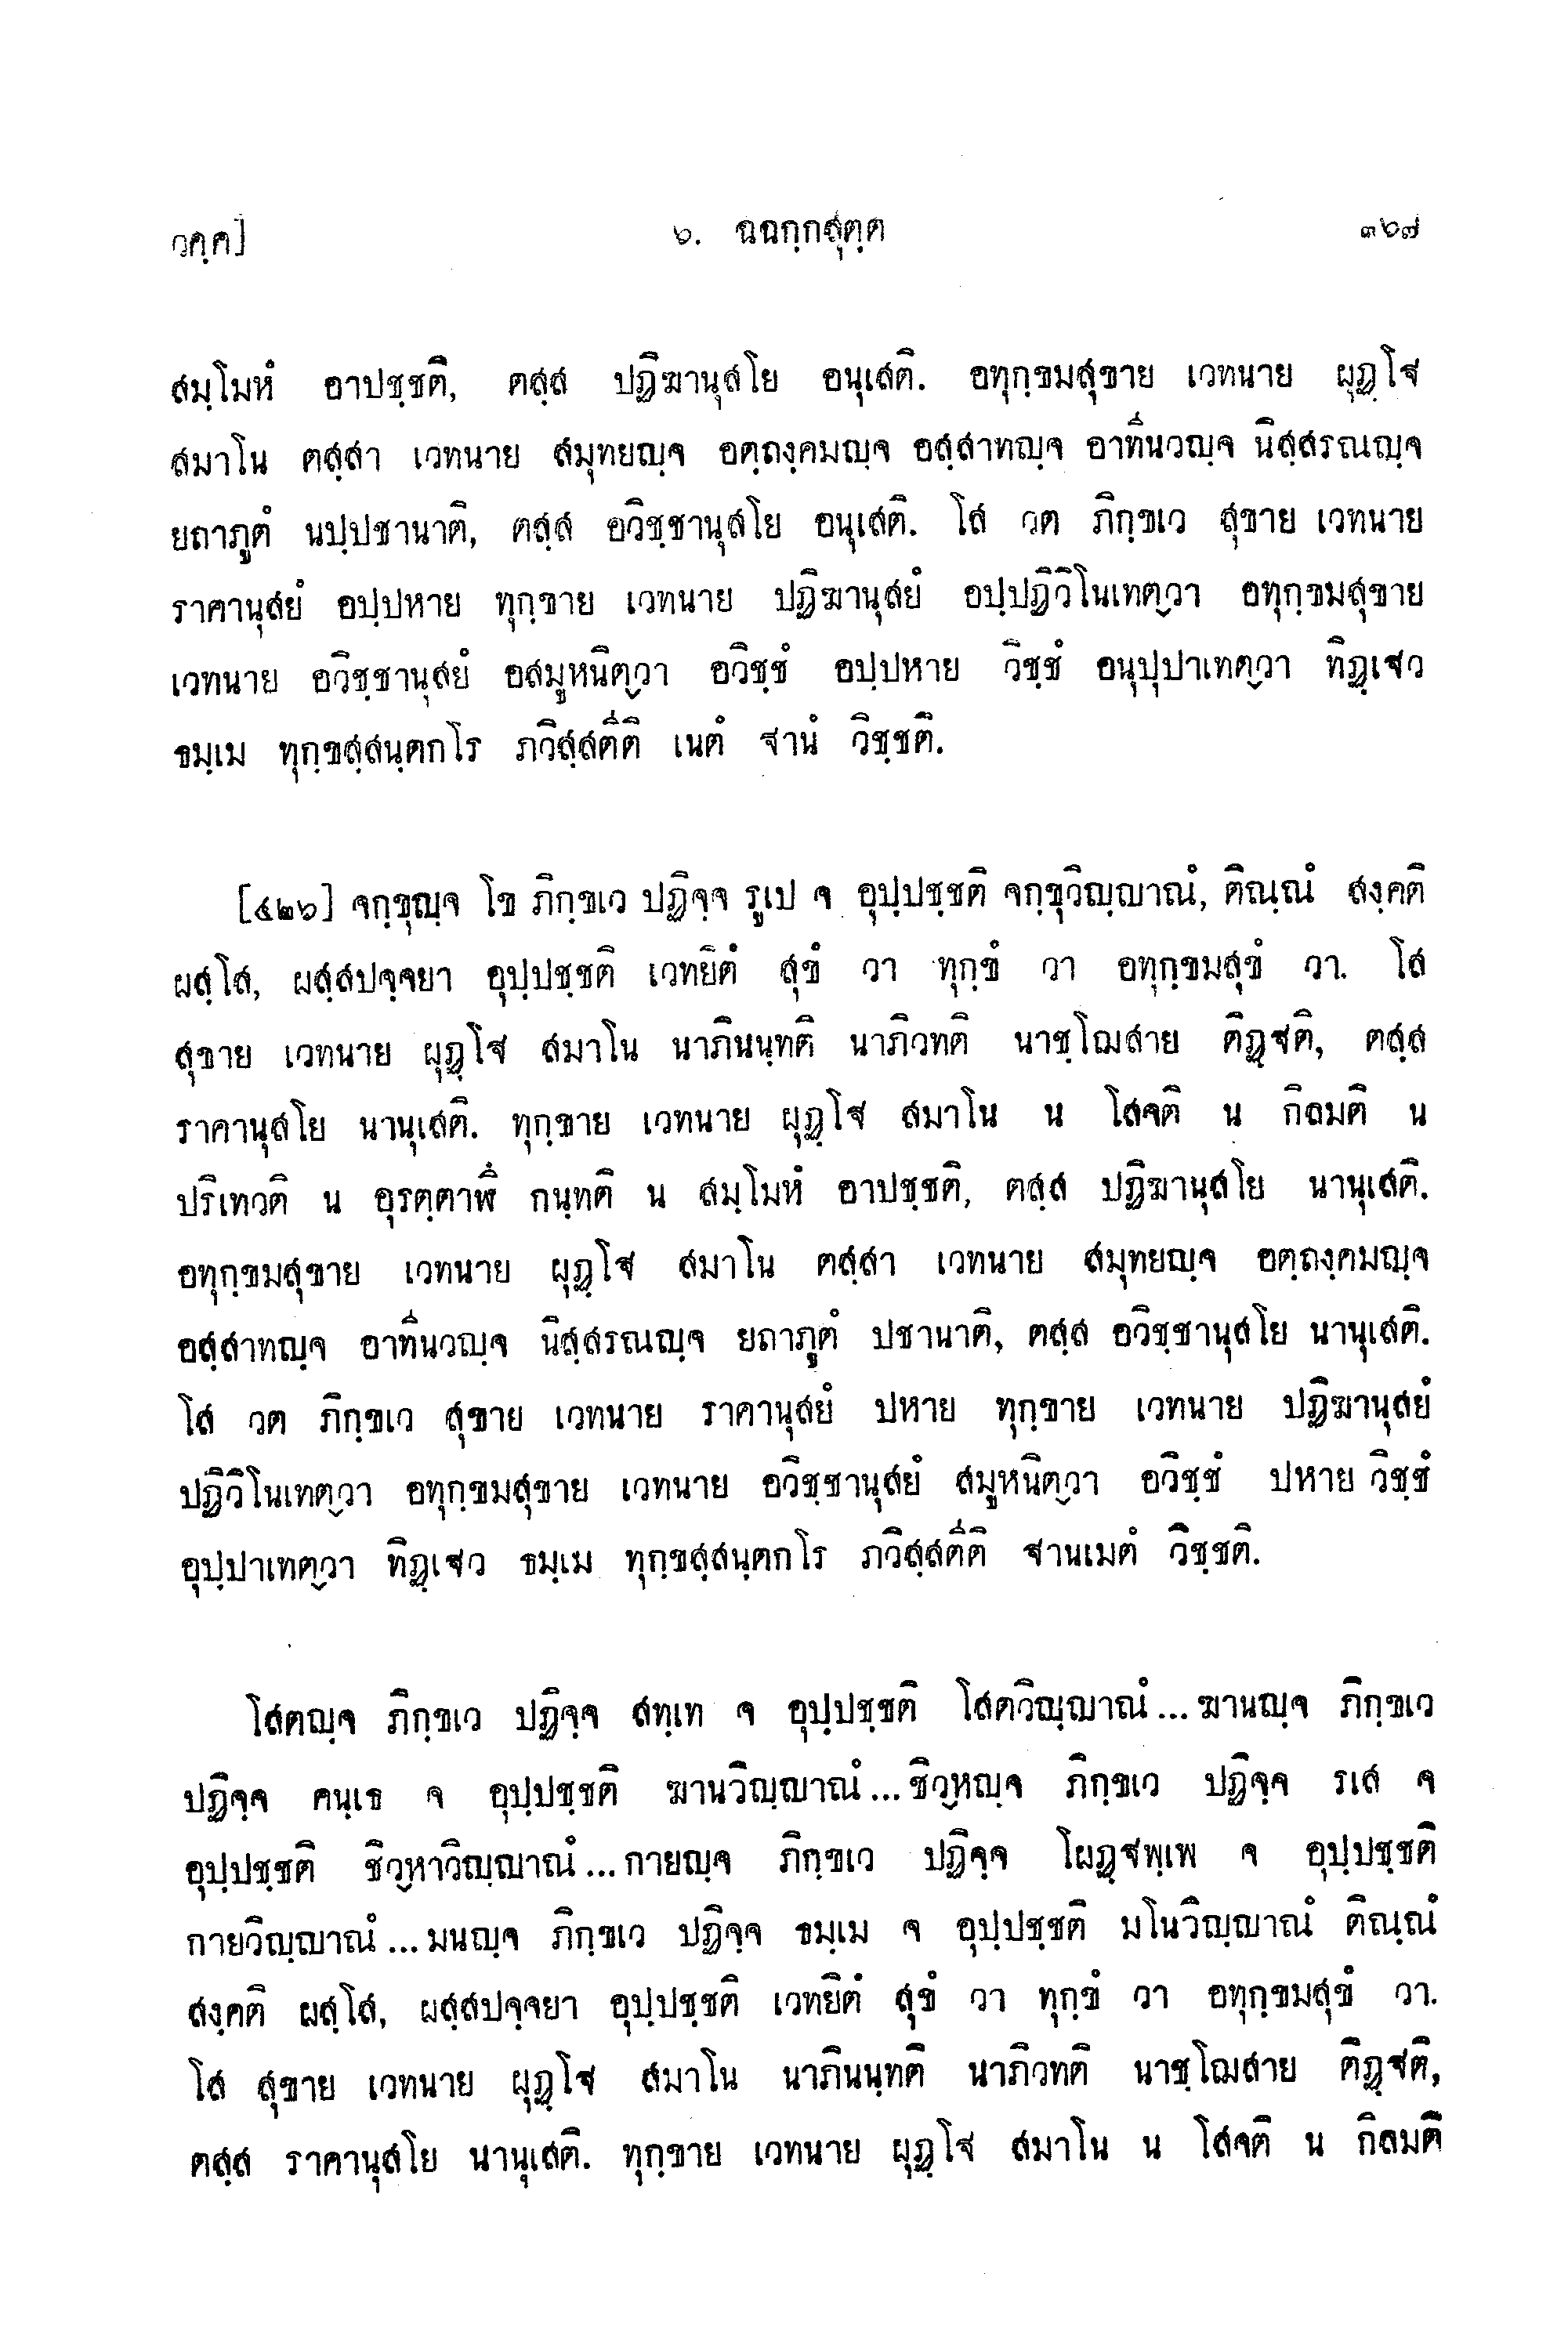 วคฺค]
๖. ฉฉกฺกสุตฺต
๓๖๗
สมฺโมหํ อาปชฺชติ, ตสฺส ปฏิฆานุสโย อนุเสติ. อทุกฺขมสุขาย เวทนาย ผุฏฺโฐ
สมาโน ตสฺสา เวทนาย สมุทยญฺจ อตฺถงฺคมญฺจ อสฺสาทญฺจ อาทีนวญฺจ นิสฺสรณญฺจ
ยถาภูตํ นปฺปชานาติ, ตสฺส อวิชฺชานุสโย อนุเสติ. โส วต ภิกฺขเว สุขาย เวทนาย
ราคานุสยํ อปฺปหาย ทุกฺขาย เวทนาย ปฏิฆานุสยํ อปฺปฏิวิโนเทตฺวา อทุกฺขมสุขาย
เวทนาย อวิชฺชานุสยํ อสมูหนิตฺวา อวิชฺชํ อปฺปหาย วิชฺชํ อนุปฺปาเทตฺวา ทิฏฺเฐว
ธมฺเม ทุกฺขสฺสนฺตกโร ภวิสฺสตีติ เนตํ ฐานํ วิชฺชติ.
[๔๒๖] จกฺขุญฺจ โข ภิกฺขเว ปฏิจฺจ รูเป จ อุปฺปชฺชติ จกฺขุวิญฺญาณํ, ติณฺณํ สงฺคติ
ผสฺโส, ผสฺสปจฺจยา อุปฺปชฺชติ เวทยิตํ สุขํ วา ทุกฺขํ วา อทุกฺขมสุขํ วา. โส
สุขาย เวทนาย ผุฏฺโฐ สมาโน นาภินนฺทติ นาภิวทติ นาชฺโฌสาย ติฏฺฐติ, ตสฺส
ราคานุสโย นานุเสติ. ทุกฺขาย เวทนาย ผุฏฺโฐ สมาโน น โสจติ น กิลมติ น
ปริเทวติ น อุรตฺตาฬึ กนฺทติ น สมฺโมหํ อาปชฺชติ, ตสฺส ปฏิฆานุสโย นานุเสติ.
อทุกฺขมสุขาย เวทนาย ผุฏฺโฐ สมาโน ตสฺสา เวทนาย สมุทยญฺจ อตฺถงฺคมญฺจ
อสฺสาทญฺจ อาทีนวญฺจ นิสฺสรณญฺจ ยถาภูตํ ปชานาติ, ตสฺส อวิชฺชานุสโย นานุเสติ.
โส วต ภิกฺขเว สุขาย เวทนาย ราคานุสยํ ปหาย ทุกฺขาย เวทนาย ปฏิฆานุสยํ
ปฏิวิโนเทตฺวา อทุกฺขมสุขาย เวทนาย อวิชฺชานุสยํ สมูหนิตฺวา อวิชฺชํ ปหาย วิชฺชํ
อุปฺปาเทตฺวา ทิฏฺเฐว ธมฺเม ทุกฺขสฺสนฺตกโร ภวิสฺสตีติ ฐานเมตํ วิชฺชติ.
โสตญฺจ ภิกฺขเว ปฏิจฺจ สทฺเท จ อุปฺปชฺชติ โสตวิญฺญาณํ...ฆานญฺจ ภิกฺขเว
ปฏิจฺจ คนฺเธ จ อุปฺปชฺชติ ฆานวิญฺญาณํ...ชิวฺหญฺจ ภิกฺขเว ปฏิจฺจ รเส จ
อุปฺปชฺชติ ชิวฺหาวิญฺญาณํ...กายญฺจ ภิกฺขเว ปฏิจฺจ โผฏฺฐพฺเพ จ อุปฺปชฺชติ
กายวิญฺญาณํ...มนญฺจ ภิกฺขเว ปฏิจฺจ ธมฺเม จ อุปฺปชฺชติ มโนวิญฺญาณํ ติณฺณํ
สงฺคติ ผสฺโส, ผสฺสปจฺจยา อุปฺปชฺชติ เวทยิตํ สุขํ วา ทุกฺขํ วา อทุกฺขมสุขํ วา.
โส สุขาย เวทนาย ผุฏฺโฐ สมาโน นาภินนฺทติ นาภิวทติ นาชฺโฌสาย ติฏฺฐติ,
ตสฺส ราคานุสโย นานุเสติ. ทุกฺขาย เวทนาย ผุฏฺโฐ สมาโน น โสจติ น กิลมติ